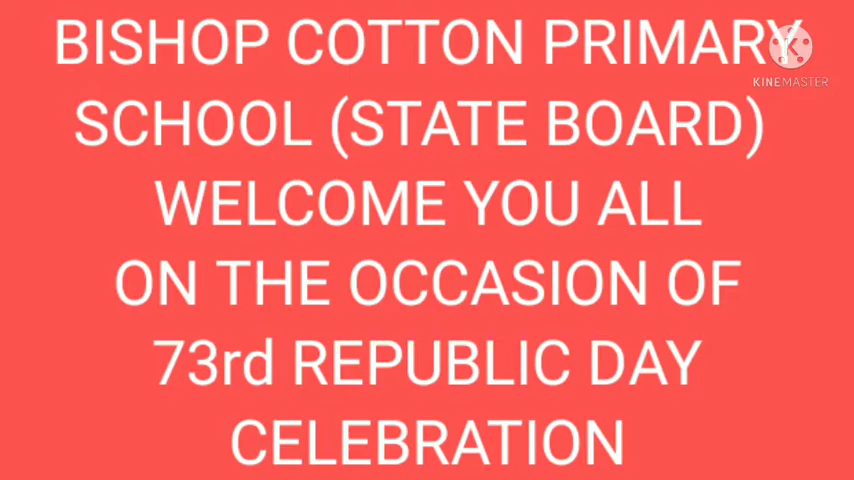 BISHOP COTTON PRIMARY
KINEMASTER
SCHOOL (STATE BOARD)
WELCOME YOU ALL
ON THE OCCASION OF
73rd REPUBLIC DAY
CELEBRATION